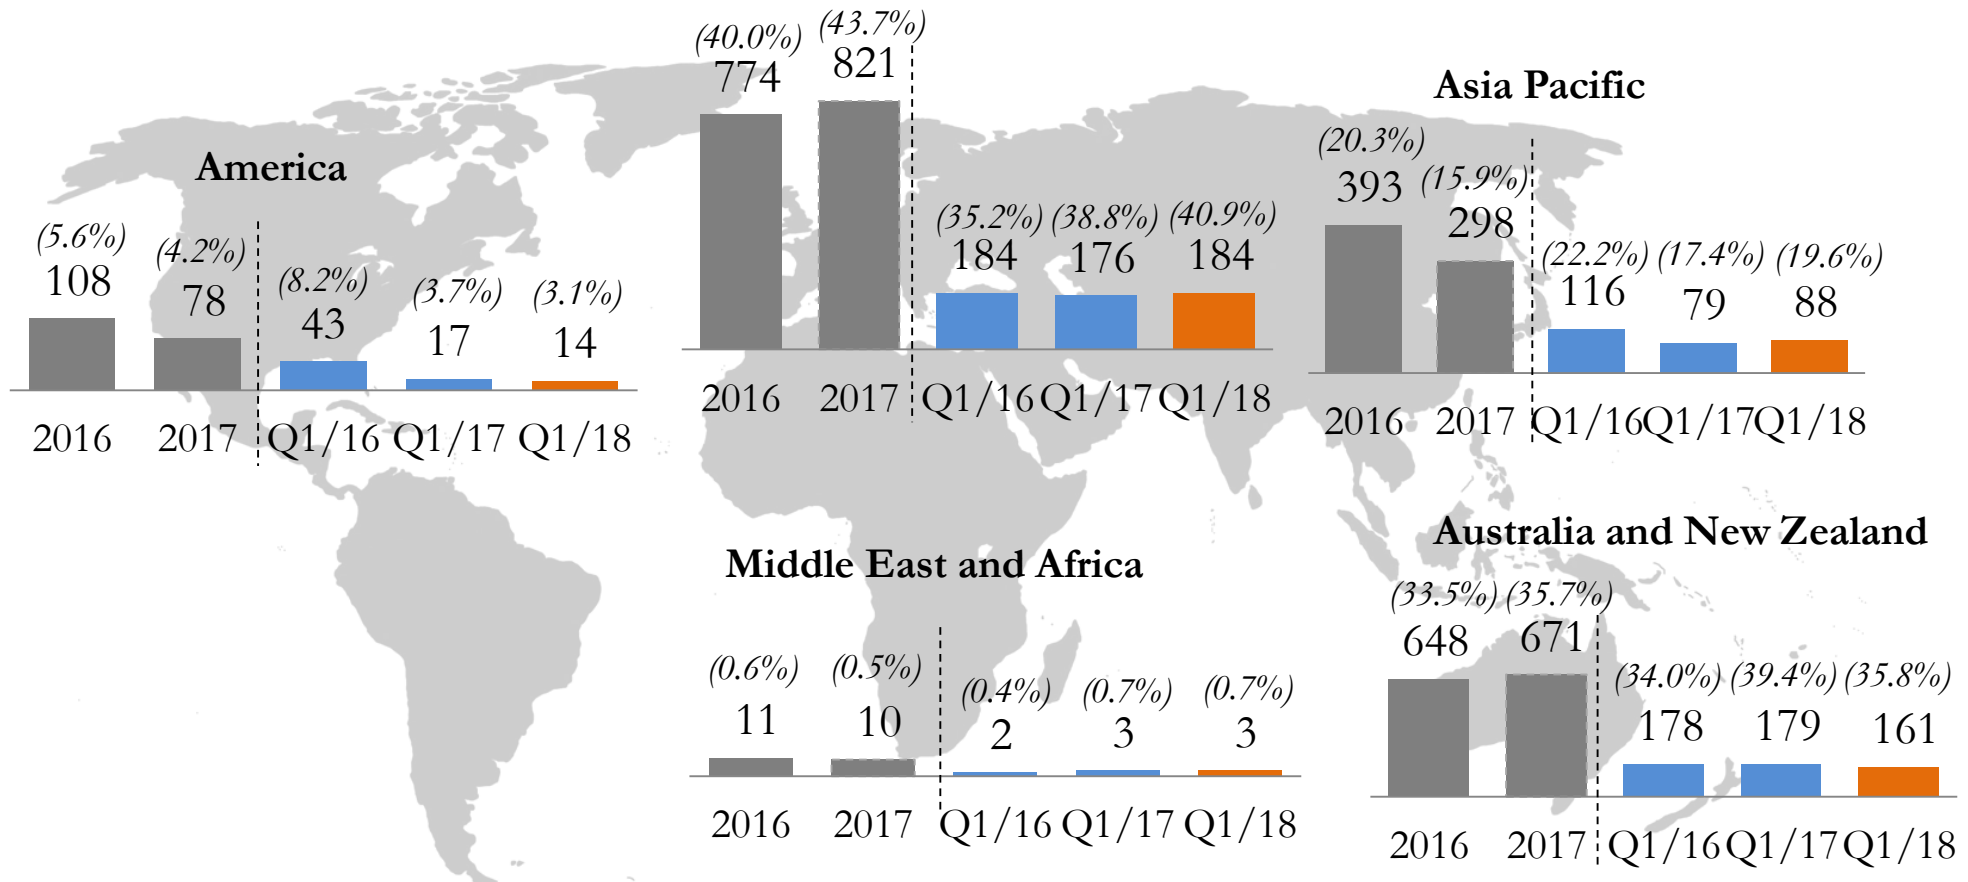 America
(5.6%) (4.2%) (8.2%) (3.7%) (3.1%)
108 78 43 17 14
2016 2017 Q1/16 Q1/17 Q1/18
(40.0%) (43.7%) (35.2%) (38.8%) (40.9%)
774 821 184 176 184
2016 2017 Q1/16 Q1/17 Q1/18
Asia Pacific
(20.3%) (15.9%) (22.2%) (17.4%) (19.6%)
393 298 116 79 88
2016 2017 Q1/16 Q1/17 Q1/18
Middle East and Africa
(0.6%) (0.5%) (0.4%) (0.7%) (0.7%)
11 10 2 3 3
2016 2017 Q1/16 Q1/17 Q1/18
Australia and New Zealand
(33.5%) (35.7%) (34.0%) (39.4%) (35.8%)
648 671 178 179 161
2016 2017 Q1/16 Q1/17 Q1/18